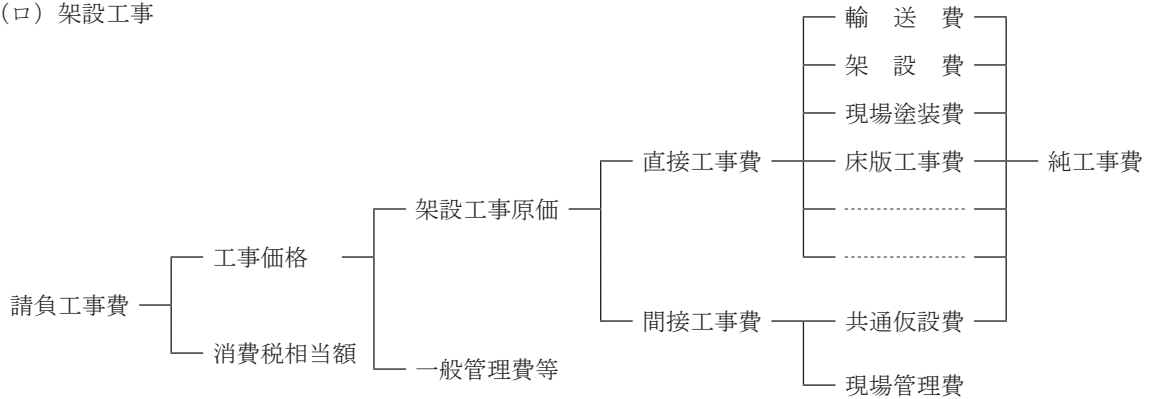 (ロ) 架設工事
輸 送 費
架 設 費
現場塗装費
直接工事費 床版工事費 純工事費
架設工事原価
工事価格
請負工事費 間接工事費 共通仮設費
消費税相当額
一般管理費等
現場管理費